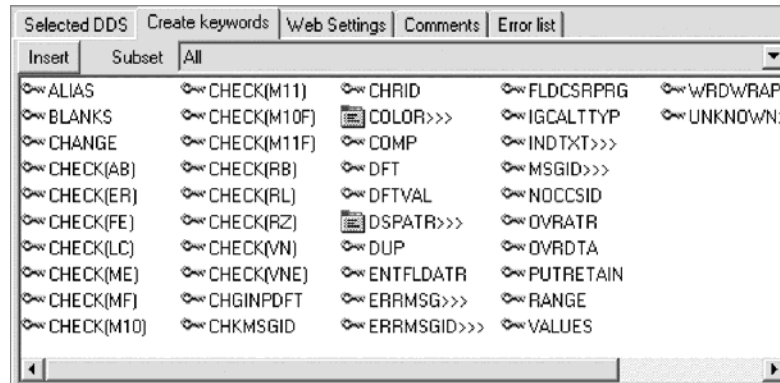 Selected DDS Create keywords Web Settings Comments Error list
Insert Subset All
ALIAS CHECK(M11) CHRID FLDCSRPRG WRDWRAP
BLANKS CHECK(M10F) COLOR>>> IGCALTTYP UNKNOWN:
CHANGE CHECK(M11F) COMP INDTXT>>>
CHECK(AB) CHECK(RB) DFT MSGID>>>
CHECK(ER) CHECK(RL) DFTVAL NOCCSID
CHECK(FE) CHECK(RZ) DSPATR>>> OVRATR
CHECK(LC) CHECK(VN) DUP OVRDTA
CHECK(ME) CHECK(VNE) ENTFLDATR PUTRETAIN
CHECK(MF) CHGINPDFT ERRMSG>>> RANGE
CHECK(M10) CHKMSGID ERRMSGID>>> VALUES